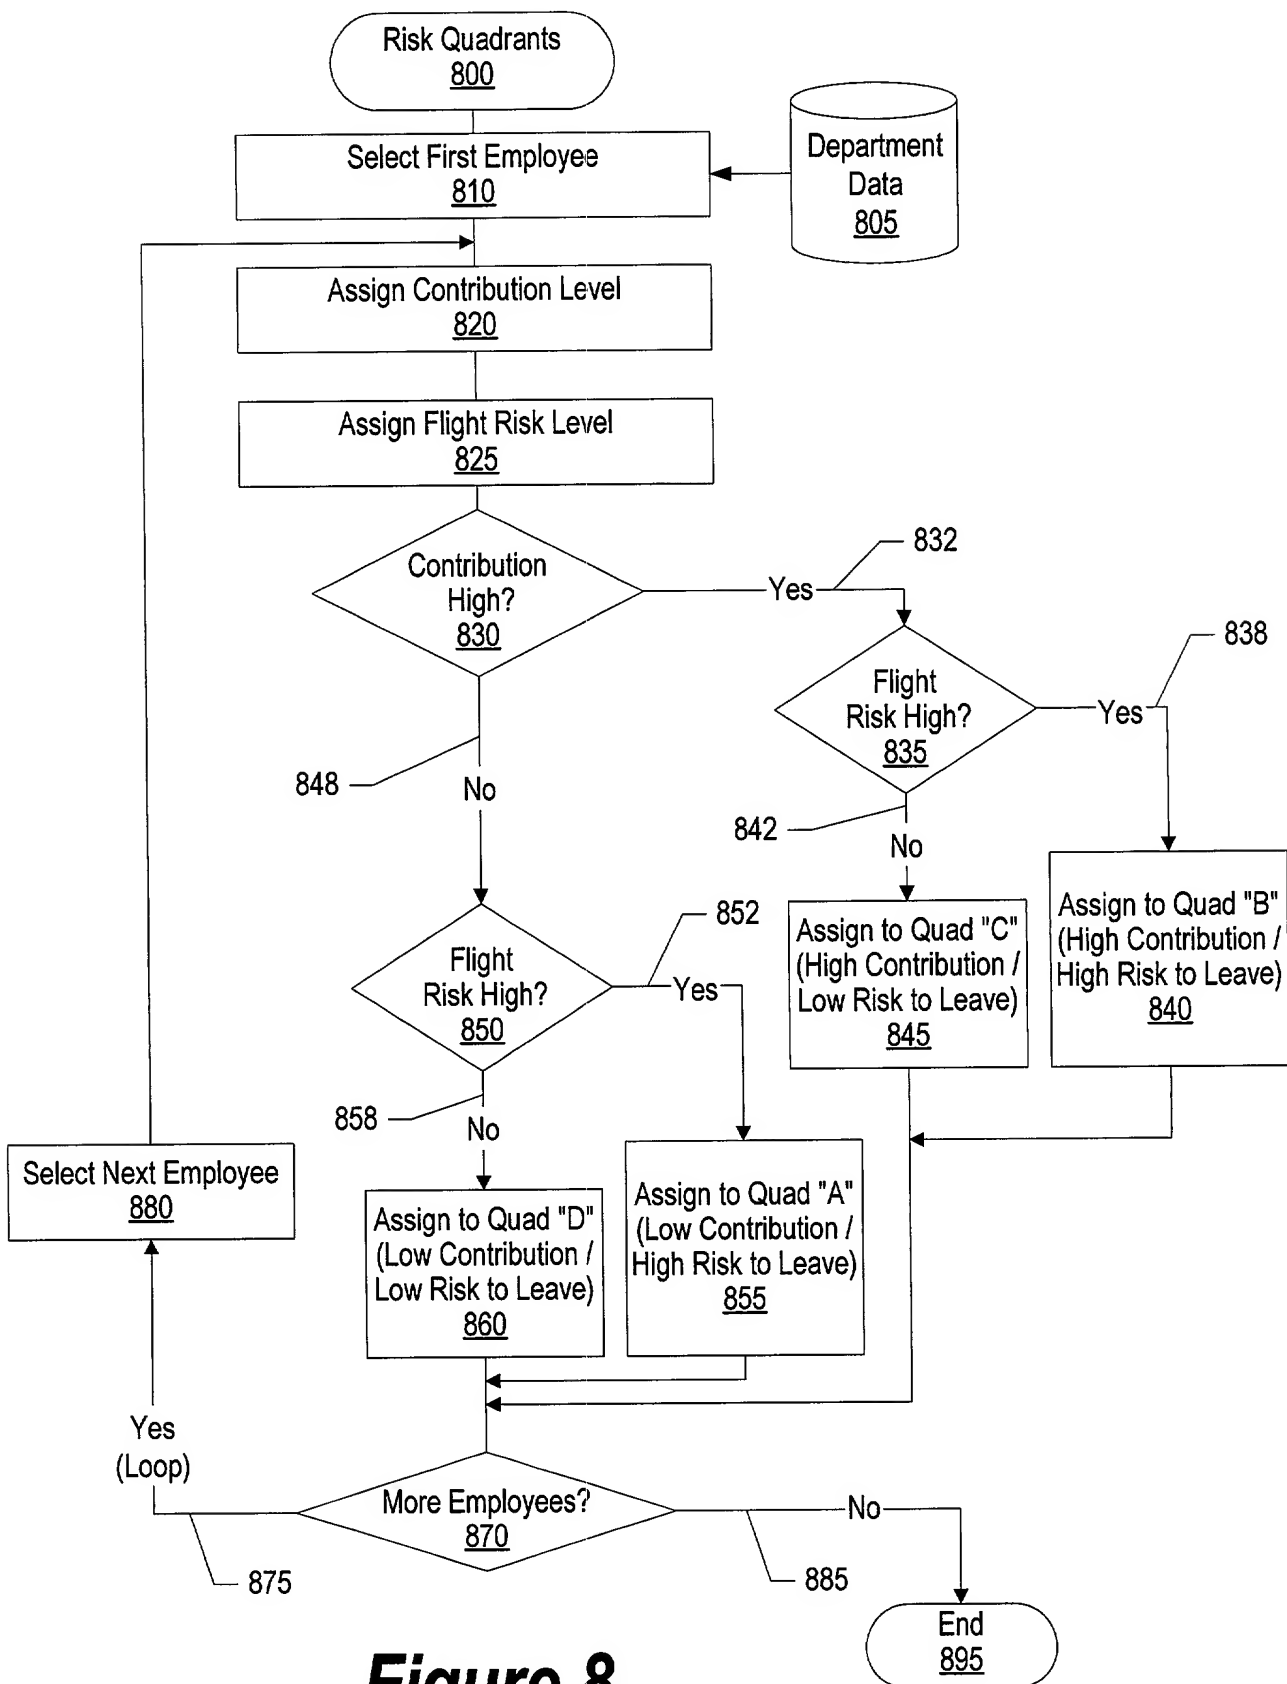 Risk Quadrants
800
Select First Employee
810
Department
Data
805
Assign Contribution Level
820
Assign Flight Risk Level
825
Contribution
High?
830
Yes
832
Flight
Risk High?
835
Yes
838
848
No
842
No
Assign to Quad "B"
(High Contribution /
High Risk to Leave)
840
Assign to Quad "C"
(High Contribution /
Low Risk to Leave)
845
Flight
Risk High?
850
852
Yes
858
No
Select Next Employee
880
Assign to Quad "A"
(Low Contribution /
High Risk to Leave)
855
Assign to Quad "D"
(Low Contribution /
Low Risk to Leave)
860
Yes
(Loop)
More Employees?
870
No
875
885
End
895
Figure 8